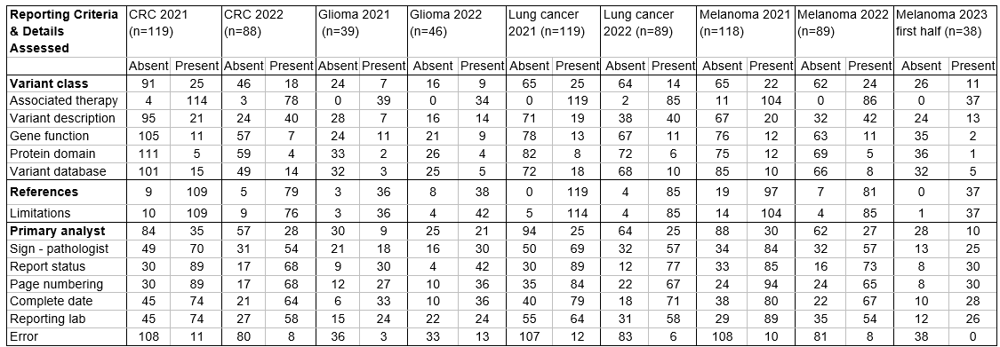 Reporting Criteria & Details Assessed | CRC 2021 (n=119) | CRC 2022 (n=88) | Glioma 2021 (n=39) | Glioma 2022 (n=46) | Lung cancer 2021 (n=119) | Lung cancer 2022 (n=89) | Melanoma 2021 (n=118) | Melanoma 2022 (n=89) | Melanoma 2023 first half (n=38)
Absent Present Absent Present Absent Present Absent Present Absent Present Absent Present Absent Present Absent Present Absent Present
Variant class 91 25 46 18 24 7 16 9 65 25 64 14 65 22 62 24 26 11
Associated therapy 4 114 3 78 0 39 0 34 0 119 2 85 11 104 0 86 0 37
Variant description 95 21 24 40 28 7 16 14 71 19 38 40 67 20 32 42 24 13
Gene function 105 11 57 7 24 11 21 9 78 13 67 11 76 12 63 11 35 2
Protein domain 111 5 59 4 33 2 26 4 82 8 72 6 75 12 69 5 36 1
Variant database 101 15 49 14 32 3 25 5 72 18 68 10 85 10 66 8 32 5
References 9 109 5 79 3 36 8 38 0 119 4 85 19 97 7 81 0 37
Limitations 10 109 9 76 3 36 4 42 5 114 4 85 14 104 4 85 1 37
Primary analyst 84 35 57 28 30 9 25 21 94 25 64 25 88 30 62 27 28 10
Sign - pathologist 49 70 31 54 21 18 16 30 50 69 32 57 34 84 32 57 13 25
Report status 30 89 17 68 9 30 4 42 30 89 12 77 33 85 16 73 8 30
Page numbering 30 89 17 68 12 27 10 36 35 84 22 67 24 94 24 65 8 30
Complete date 45 74 21 64 6 33 10 36 40 79 18 71 38 80 22 67 10 28
Reporting lab 45 74 27 58 15 24 22 24 55 64 31 58 29 89 35 54 12 26
Error 108 11 80 8 36 3 33 13 107 12 83 6 108 10 81 8 38 0